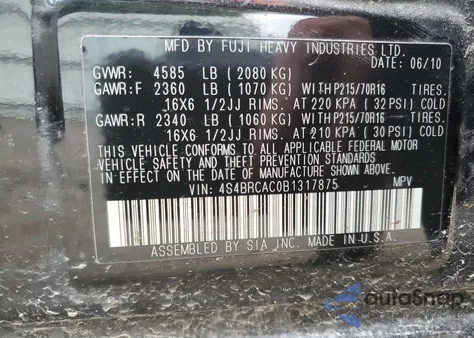 MFD BY FUJI HEAVY INDUSTRIES LTD.
DATE: 06/10
GVWR: 4585 LB (2080 KG)
GAWR:F 2360 LB (1070 KG) WITH P215/70R16 TIRES.
16X6 1/2JJ RIMS. AT 220 KPA (32 PSI) COLD
GAWR:R 2340 LB (1060 KG) WITH P215/70R16 TIRES.
16X6 1/2JJ RIMS. AT 210 KPA (30 PSI) COLD
THIS VEHICLE CONFORMS TO ALL APPLICABLE FEDERAL MOTOR
VEHICLE SAFETY BUMPER, AND THEFT PREVENTION STANDARDS
IN EFFECT ON THE DATE OF MANUFACTURE SHOWN ABOVE.
VIN: 4S4BRCAC0B1317875 MPV
ASSEMBLED BY SIA INC. MADE IN U.S.A.
autoSnap